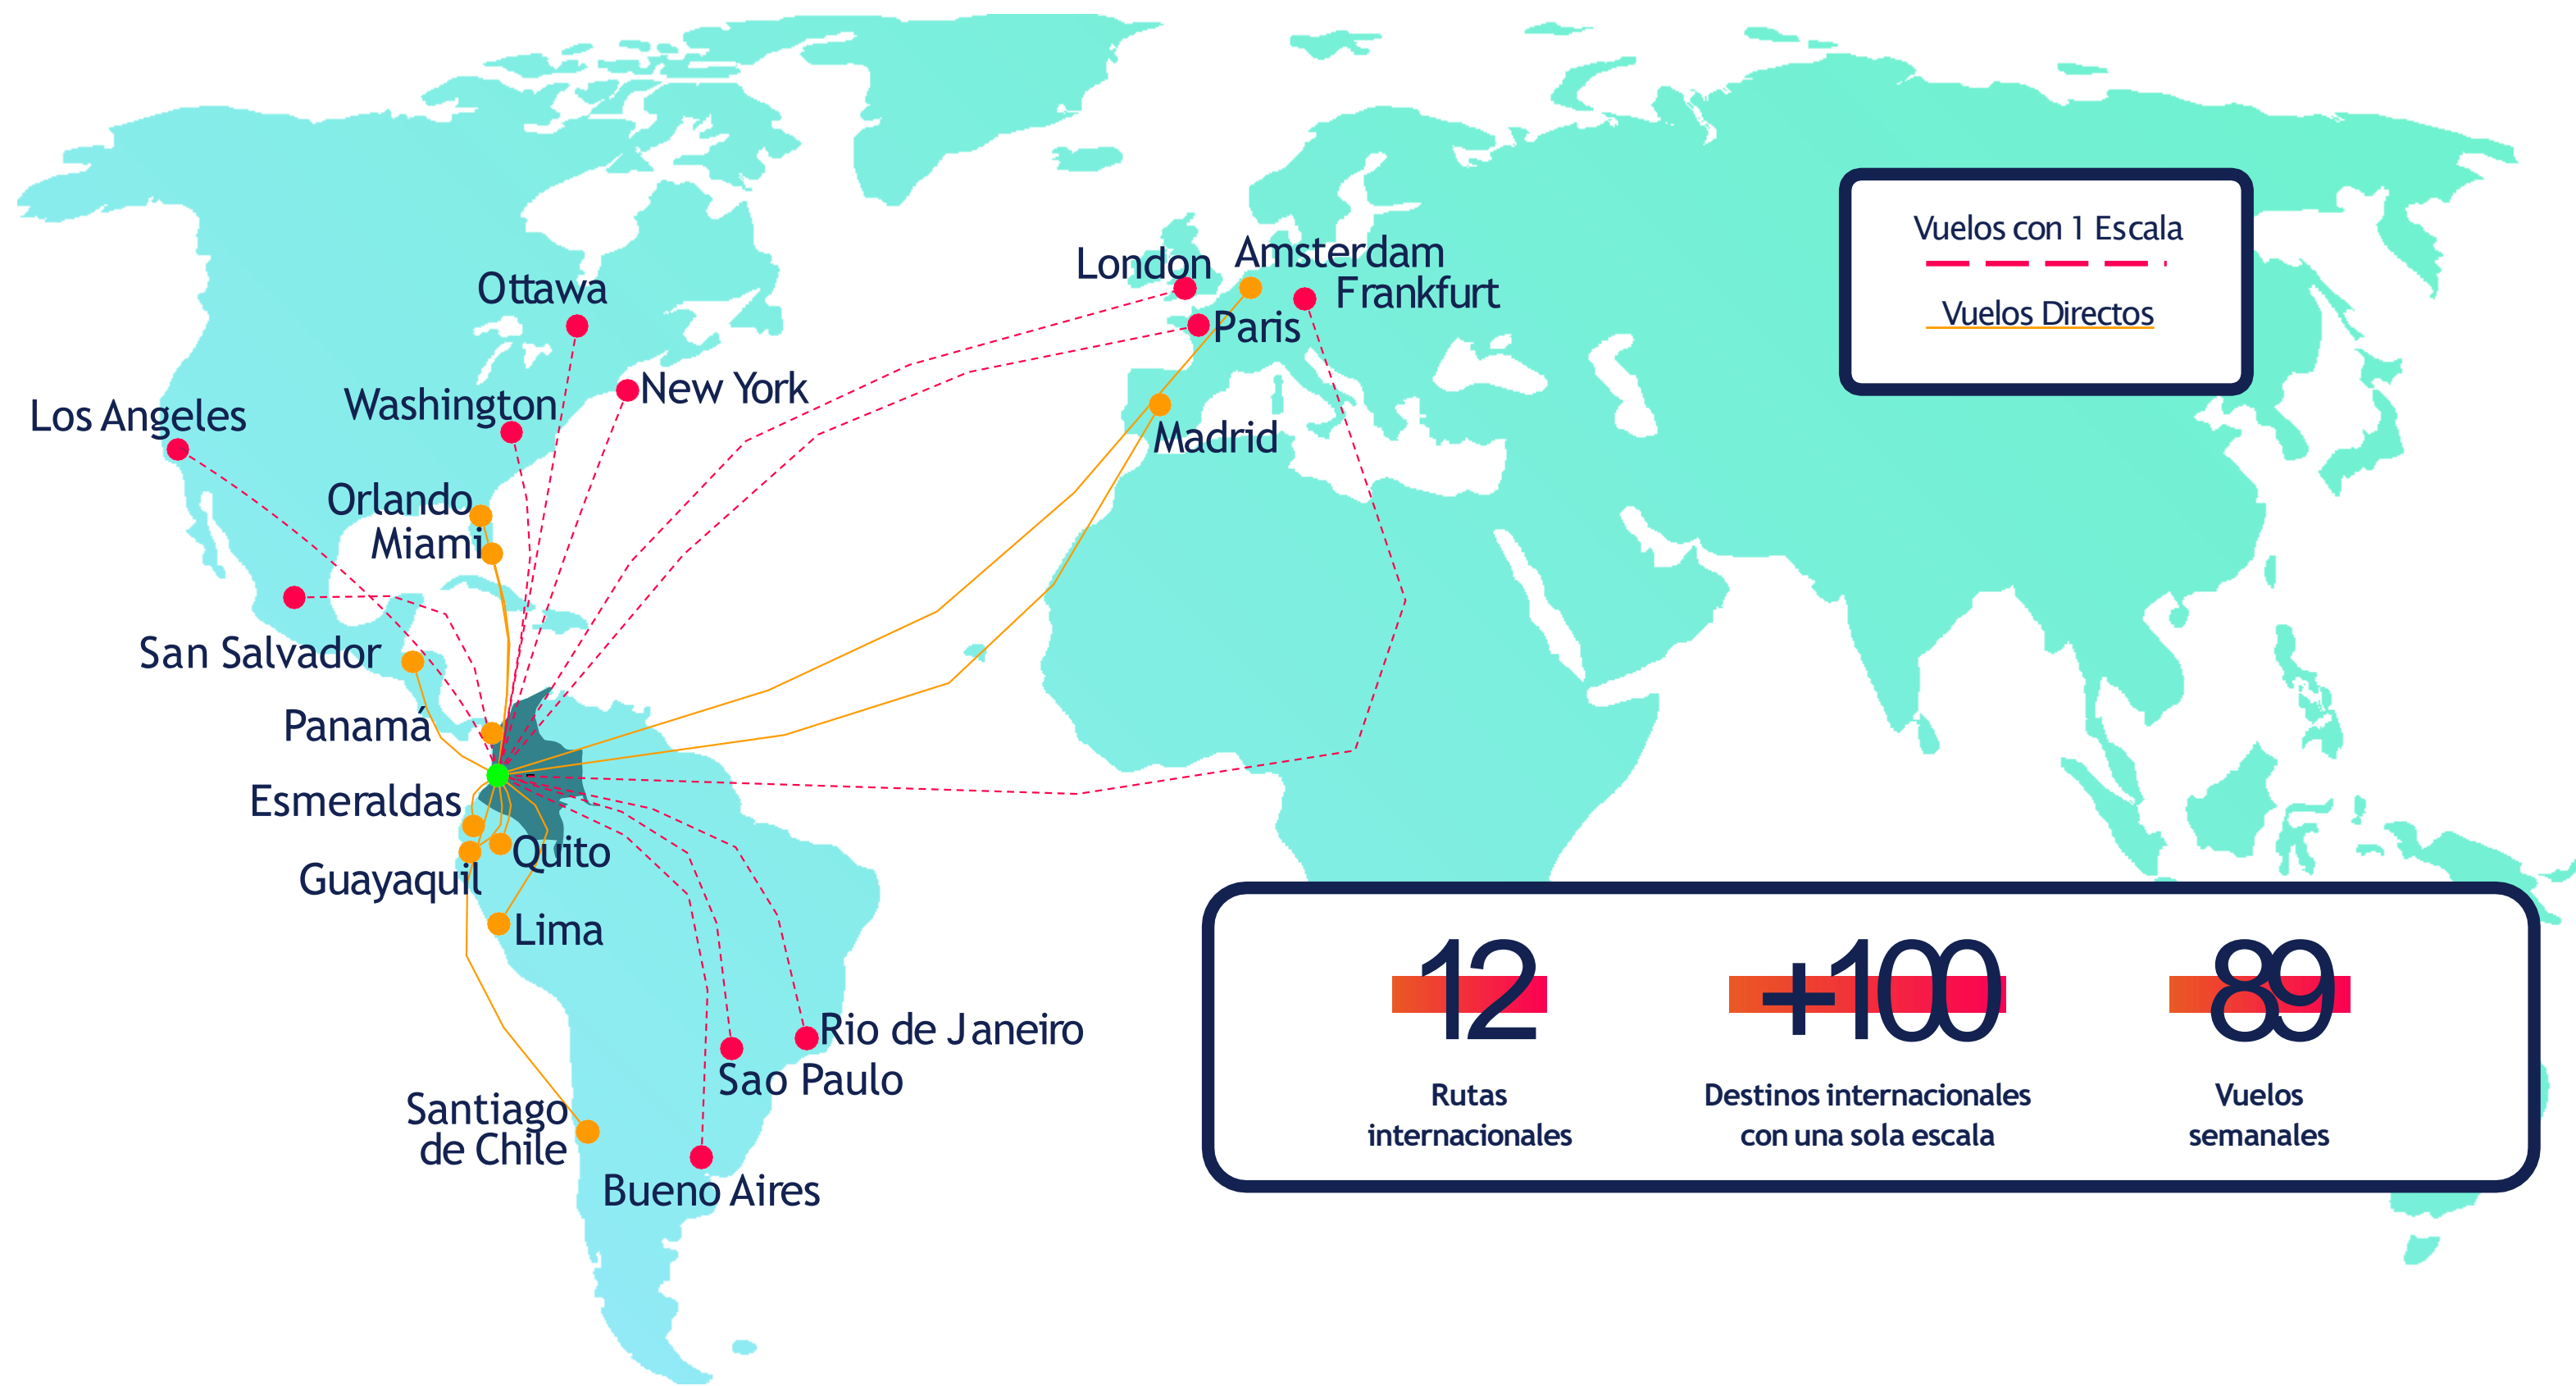 London
Amsterdam
Frankfurt
Paris
Madrid
Ottawa
New York
Washington
Los Angeles
Orlando
Miami
San Salvador
Panamá
Esmeraldas
Quito
Guayaquil
Lima
Rio de Janeiro
Sao Paulo
Santiago
de Chile
Bueno Aires
Vuelos con 1 Escala
Vuelos Directos
12
Rutas
internacionales
+100
Destinos internacionales
con una sola escala
89
Vuelos
semanales